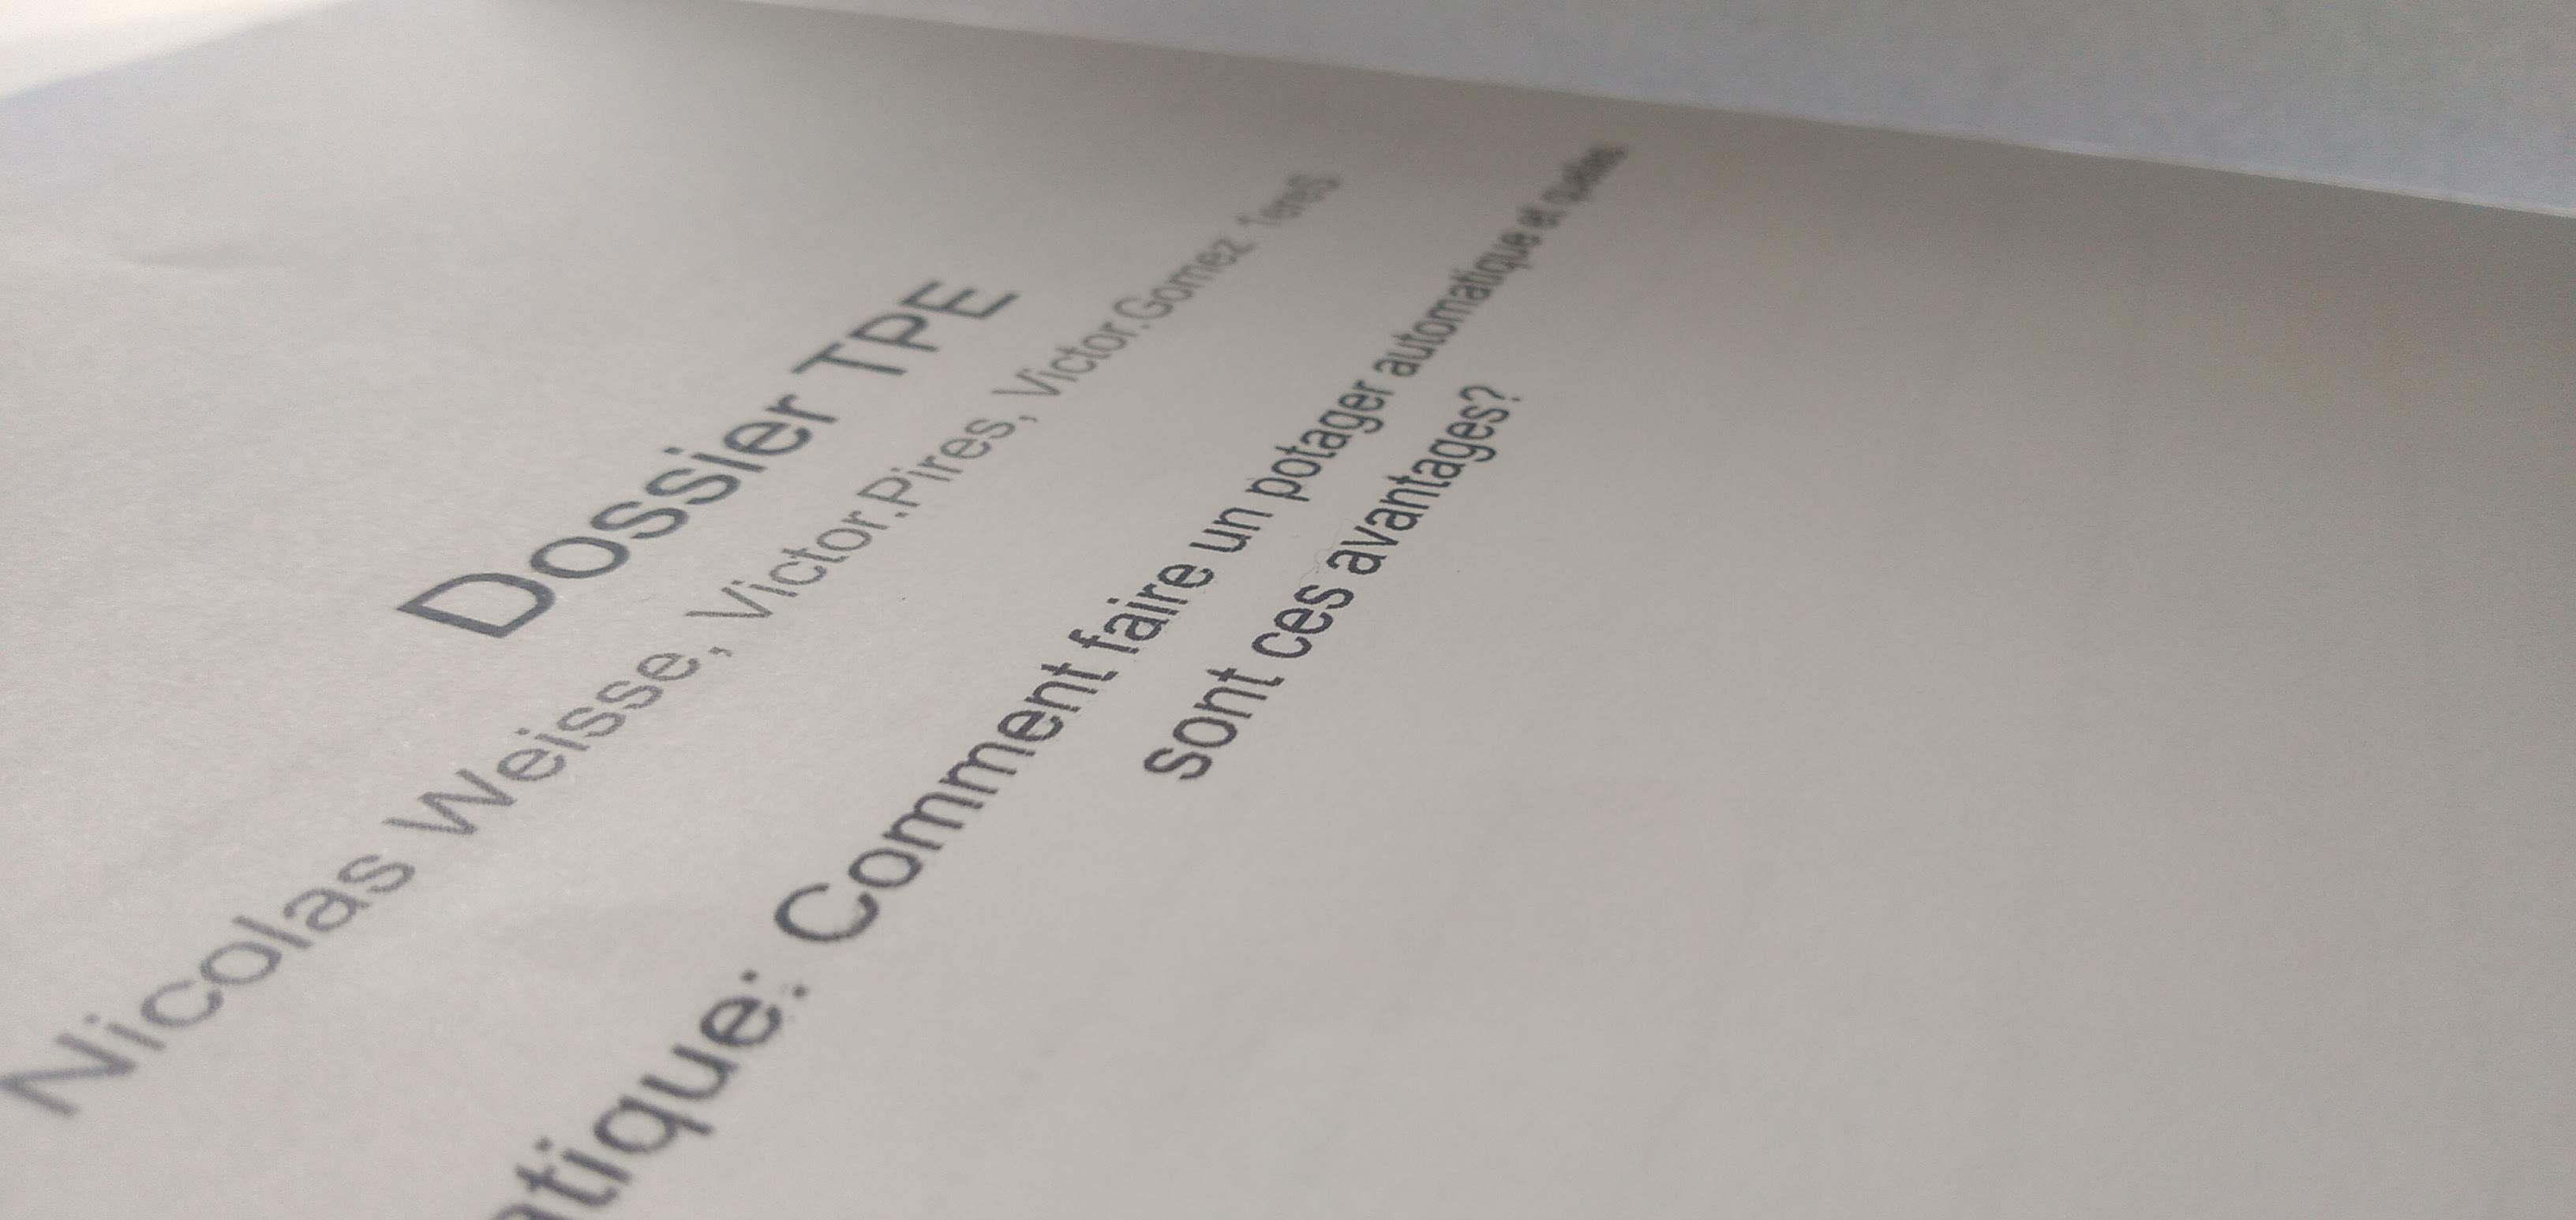 Dossier TPE
Nicolas Weisse, Victor.Pires, Victor.Gomez 1ereS
atique: Comment faire un potager automatique et quelles
sont ces avantages?